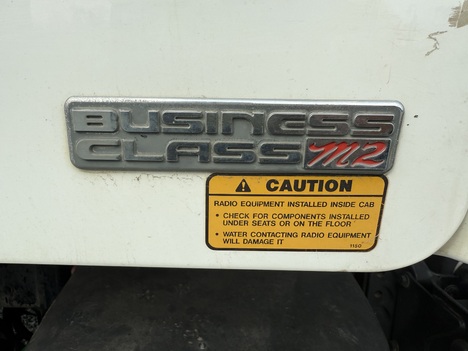 BUSINESS
CLASS M2
CAUTION
RADIO EQUIPMENT INSTALLED INSIDE CAB
• CHECK FOR COMPONENTS INSTALLED
UNDER SEATS OR ON THE FLOOR
• WATER CONTACTING RADIO EQUIPMENT
WILL DAMAGE IT
1150